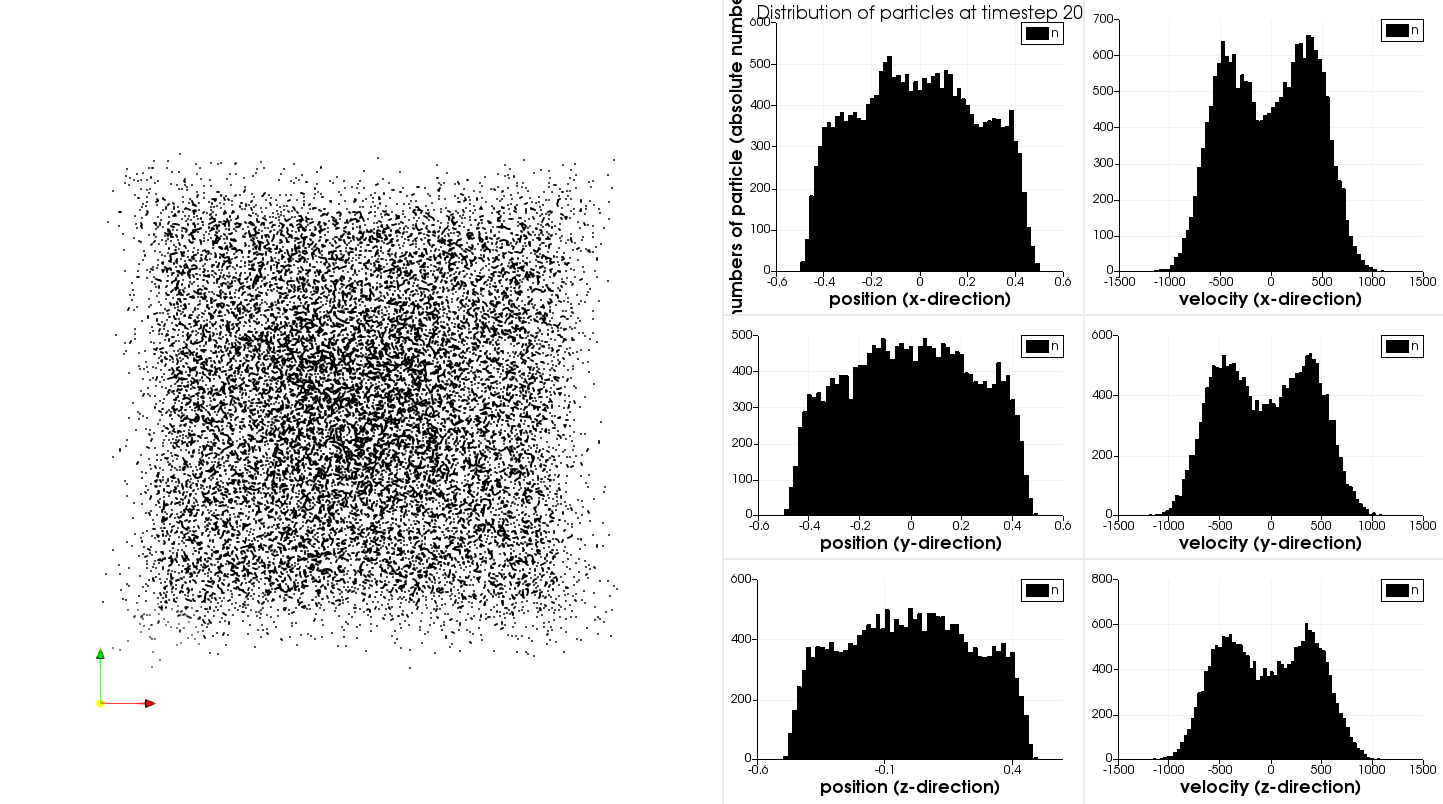 Distribution of particles at timestep 20
numbers of particle (absolute numbe
600
500
400
300
200
100
0
-0.6 -0.4 -0.2 0 0.2 0.4 0.6
position (x-direction)
n
700
600
500
400
300
200
100
0
-1500 -1000 -500 0 500 1000 1500
velocity (x-direction)
n
500
400
300
200
100
0
-0.6 -0.4 -0.2 0 0.2 0.4 0.6
position (y-direction)
n
600
400
200
0
-1500 -1000 -500 0 500 1000 1500
velocity (y-direction)
n
600
400
200
0
-0.6 -0.1 0.4
position (z-direction)
n
800
600
400
200
0
-1500 -1000 -500 0 500 1000 1500
velocity (z-direction)
n